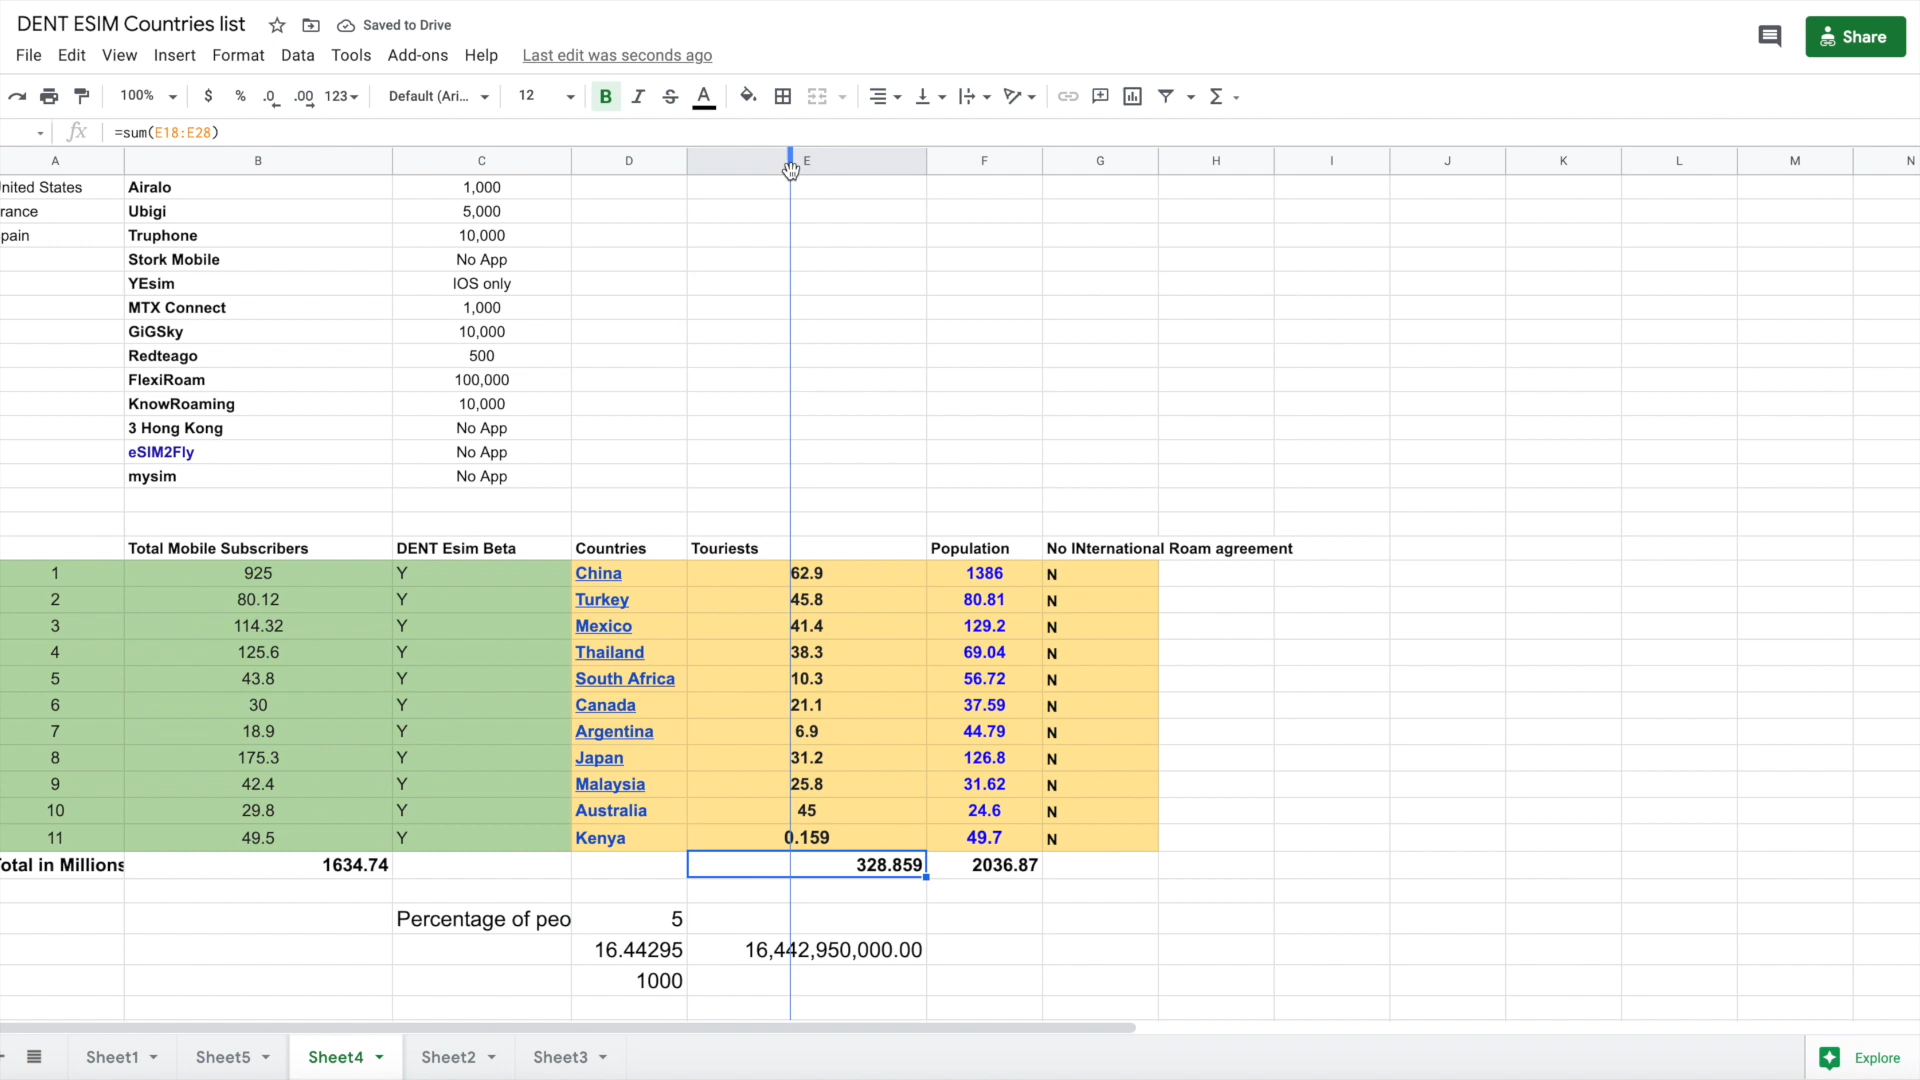 DENT ESIM Countries list Saved to Drive
Share
File Edit View Insert Format Data Tools Add-ons Help Last edit was seconds ago
100% $ % .0 .00 123 Default (Ari... 12 B I S A Σ
fx =sum(E18:E28)
A B C D E F G H I J K L M N
nited States Airalo 1,000
rance Ubigi 5,000
pain Truphone 10,000
Stork Mobile No App
YEsim IOS only
MTX Connect 1,000
GiGSky 10,000
Redteago 500
FlexiRoam 100,000
KnowRoaming 10,000
3 Hong Kong No App
eSIM2Fly No App
mysim No App
Total Mobile Subscribers DENT Esim Beta Countries Touriests Population No INternational Roam agreement
1 925 Y China 62.9 1386 N
2 80.12 Y Turkey 45.8 80.81 N
3 114.32 Y Mexico 41.4 129.2 N
4 125.6 Y Thailand 38.3 69.04 N
5 43.8 Y South Africa 10.3 56.72 N
6 30 Y Canada 21.1 37.59 N
7 18.9 Y Argentina 6.9 44.79 N
8 175.3 Y Japan 31.2 126.8 N
9 42.4 Y Malaysia 25.8 31.62 N
10 29.8 Y Australia 45 24.6 N
11 49.5 Y Kenya 0.159 49.7 N
otal in Millions 1634.74 328.859 2036.87
Percentage of peo 5
16.44295 16,442,950,000.00
1000
Sheet1 Sheet5 Sheet4 Sheet2 Sheet3 Explore